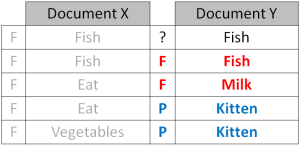 Document X Document Y
F Fish ? Fish
F Fish F Fish
F Eat F Milk
F Eat P Kitten
F Vegetables P Kitten